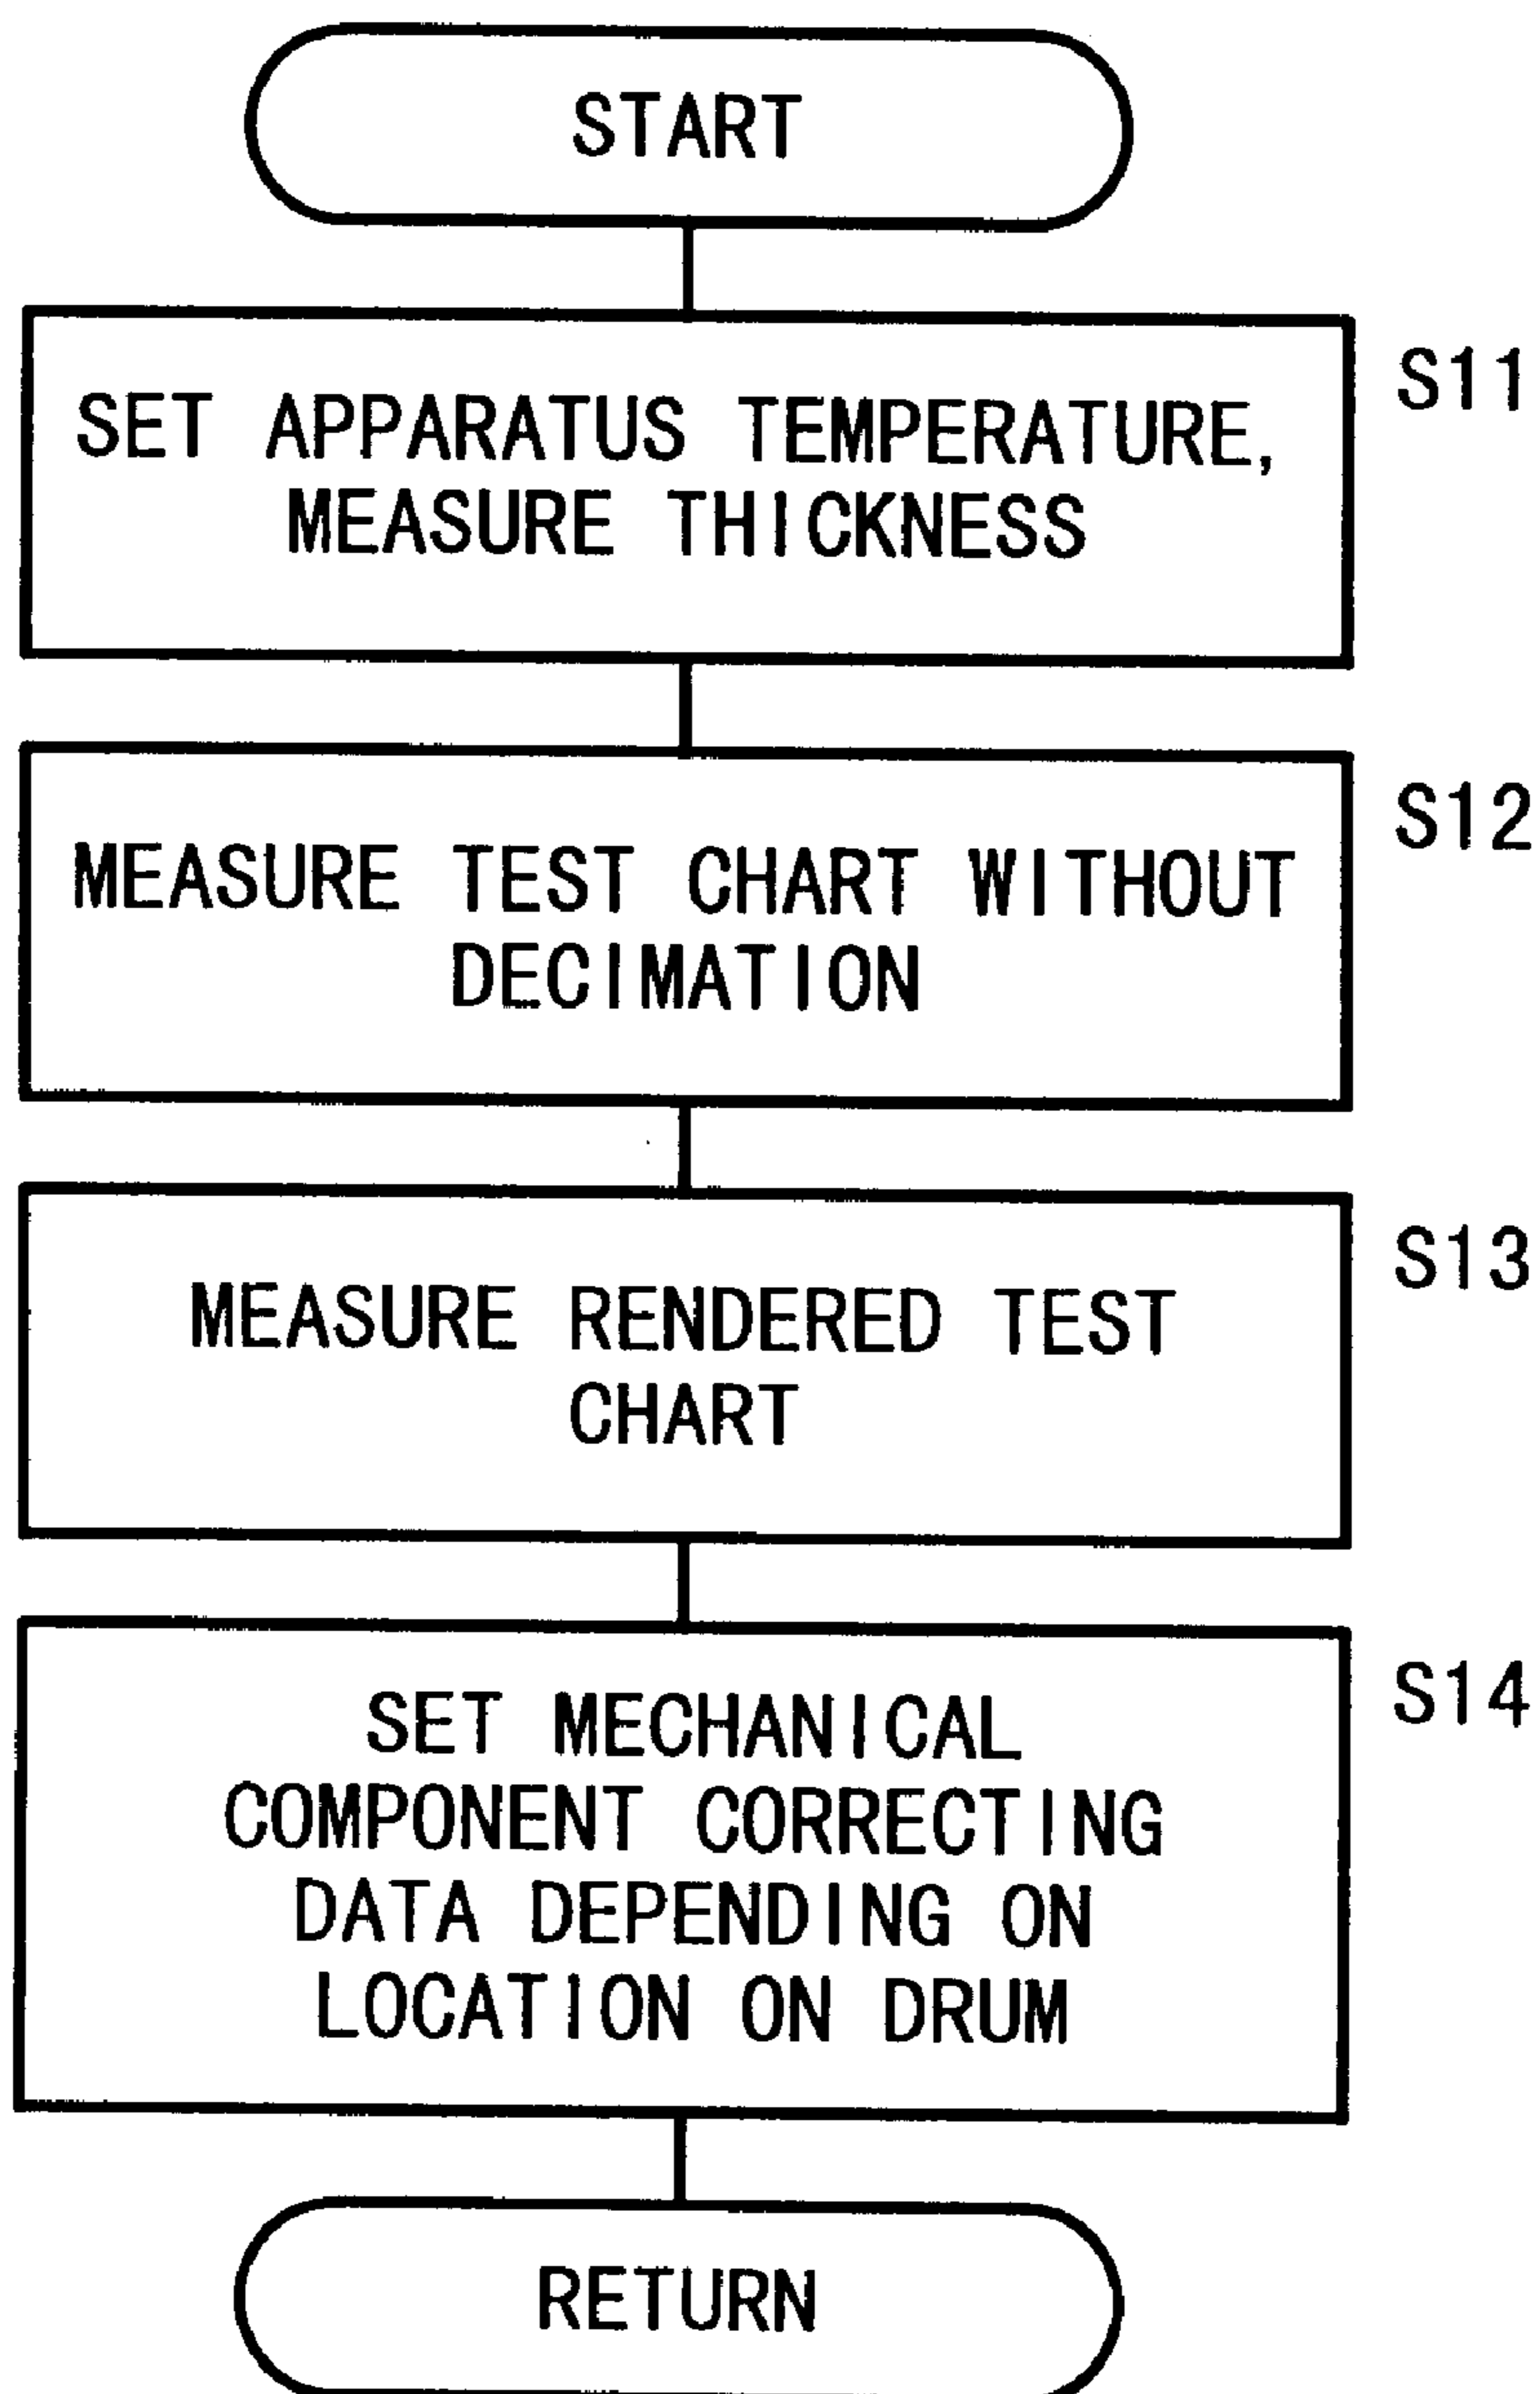 START
S11
SET APPARATUS TEMPERATURE,
MEASURE THICKNESS
S12
MEASURE TEST CHART WITHOUT
DECIMATION
S13
MEASURE RENDERED TEST
CHART
S14
SET MECHANICAL
COMPONENT CORRECTING
DATA DEPENDING ON
LOCATION ON DRUM
RETURN